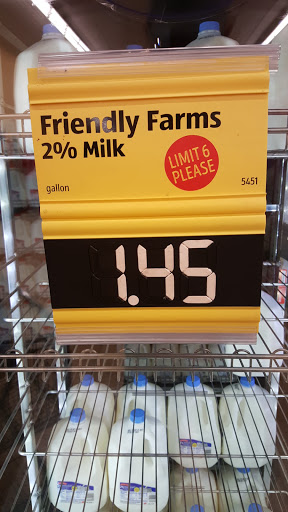 Friendly Farms
2% Milk
LIMIT 6
PLEASE
gallon
5451
1.45